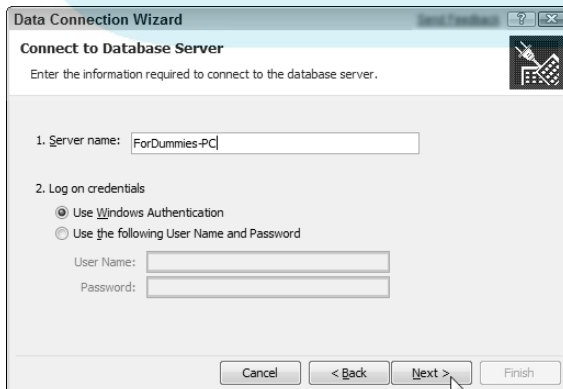 Data Connection Wizard
Connect to Database Server
Enter the information required to connect to the database server.
1. Server name: ForDummies-PC
2. Log on credentials
Use Windows Authentication
Use the following User Name and Password
User Name:
Password:
Cancel < Back Next > Finish